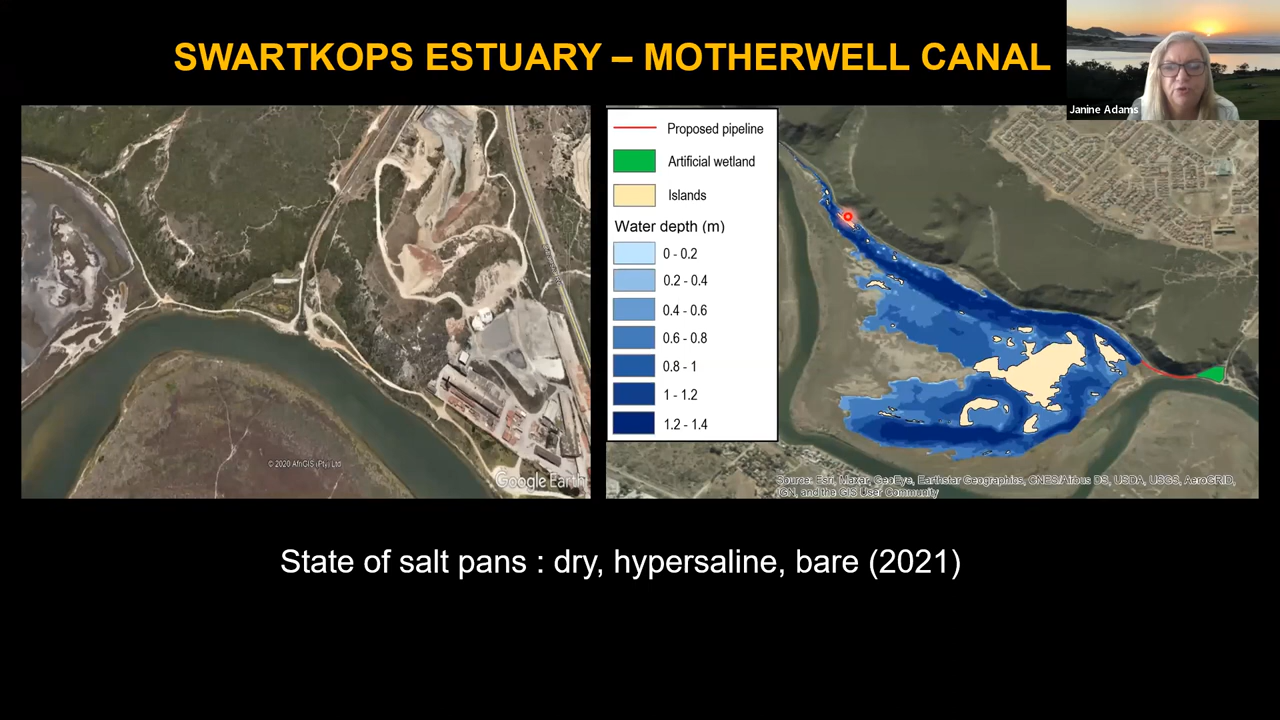 SWARTKOPS ESTUARY – MOTHERWELL CANAL
Janine Adams
Proposed pipeline
Artificial wetland
Islands
Water depth (m)
0 - 0.2
0.2 - 0.4
0.4 - 0.6
0.6 - 0.8
0.8 - 1
1 - 1.2
1.2 - 1.4
© 2020 AfriGIS (Pty) Ltd.
Google Earth
Source: Esri, Maxar, GeoEye, Earthstar Geographics, CNES/Airbus DS, USDA, USGS, AeroGRID,
IGN, and the GIS User Community
State of salt pans : dry, hypersaline, bare (2021)